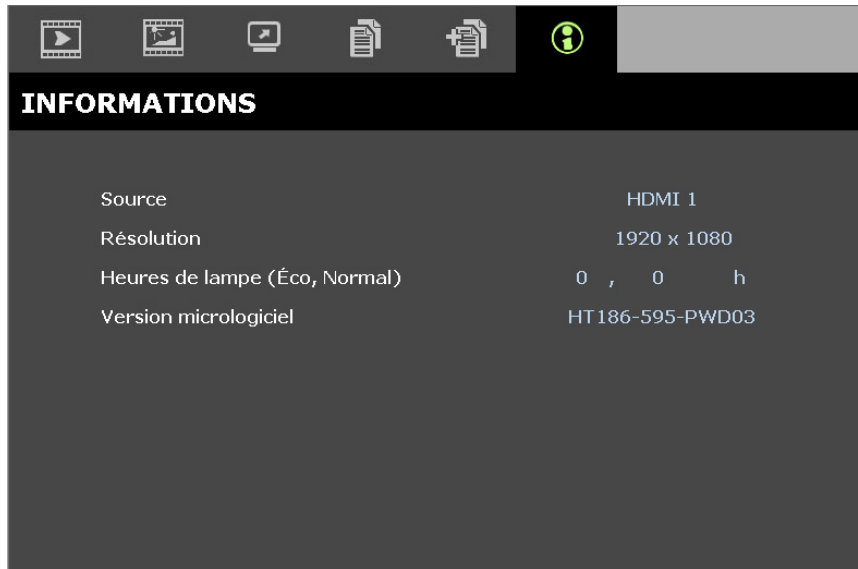 INFORMATIONS
Source HDMI 1
Résolution 1920 x 1080
Heures de lampe (Éco, Normal) 0 , 0 h
Version micrologiciel HT186-595-PWD03